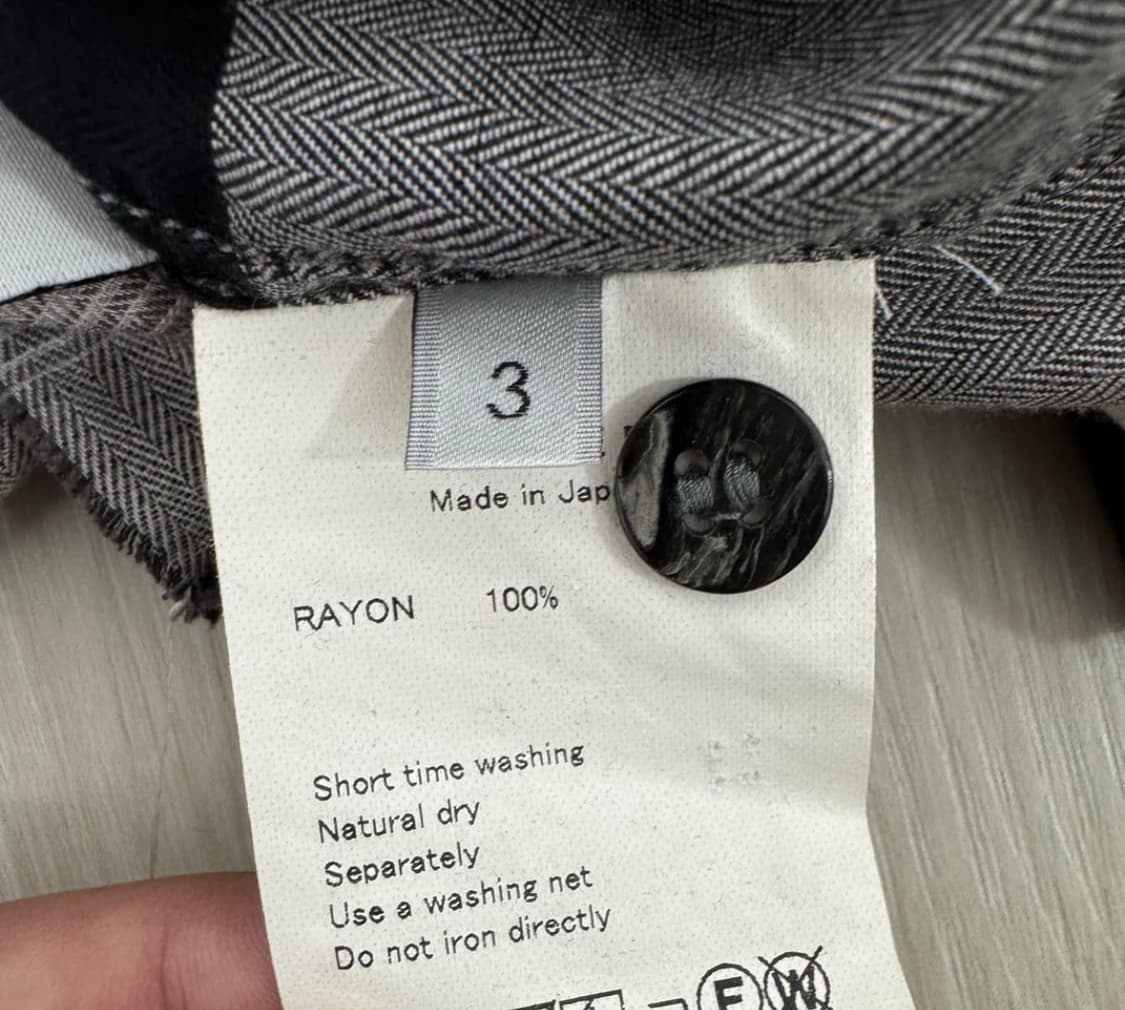 3
Made in Jap
RAYON 100%
Short time washing
Natural dry
Separately
Use a washing net
Do not iron directly
F W